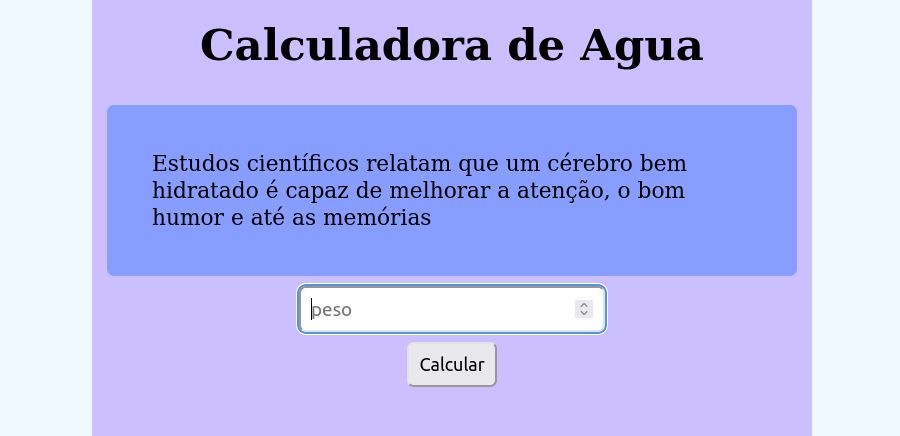 Calculadora de Agua
Estudos científicos relatam que um cérebro bem
hidratado é capaz de melhorar a atenção, o bom
humor e até as memórias
peso
Calcular